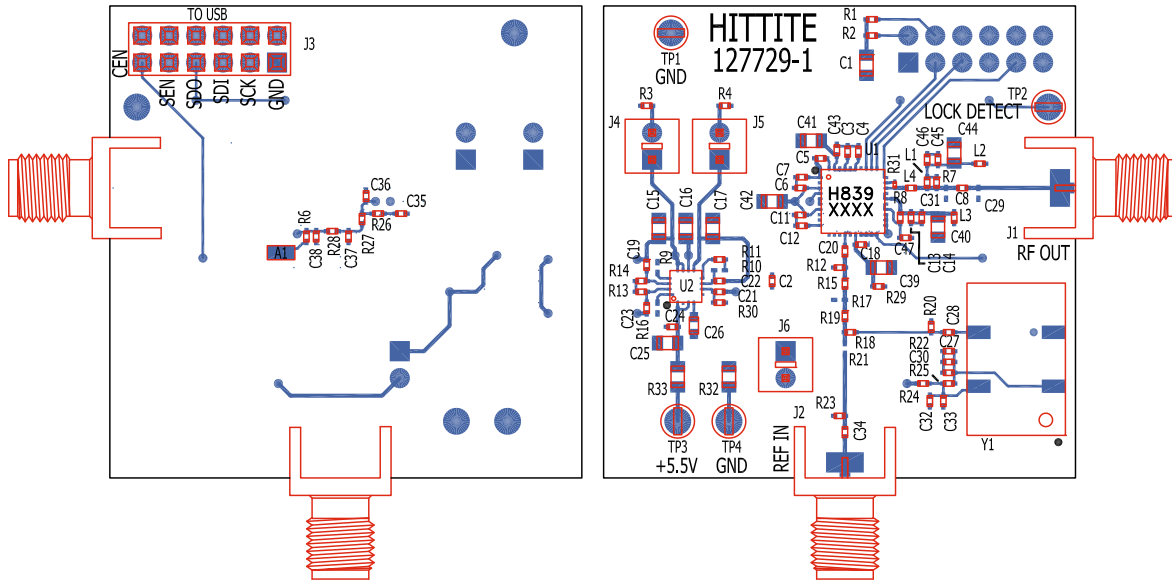 TO USB
J3
CEN
SEN
SDO
SDI
SCK
GND
C36
C35
R26
R27
R6
C38
R28
C37
A1
HITTITE
127729-1
TP1
GND
R1
R2
C1
TP2
LOCK DETECT
R3
R4
J4
J5
C41
C43
C3
C4
U1
C5
C7
C6
C42
C11
C12
H839
XXXX
R31
R8
L4
L1
C46
C45
C44
L2
R7
C31
C8
C29
L3
C40
C47
C13
C14
J1
RF OUT
C15
C16
C17
C19
R9
R11
R10
R14
R13
U2
C22
C21
R30
C23
R16
C24
C25
C26
C2
C20
R12
R15
C18
C39
R29
R17
R19
R18
R21
J6
R20
C28
R22
C27
C30
R25
R24
C32
C33
Y1
R33
R32
TP3
+5.5V
TP4
GND
R23
C34
J2
REF IN